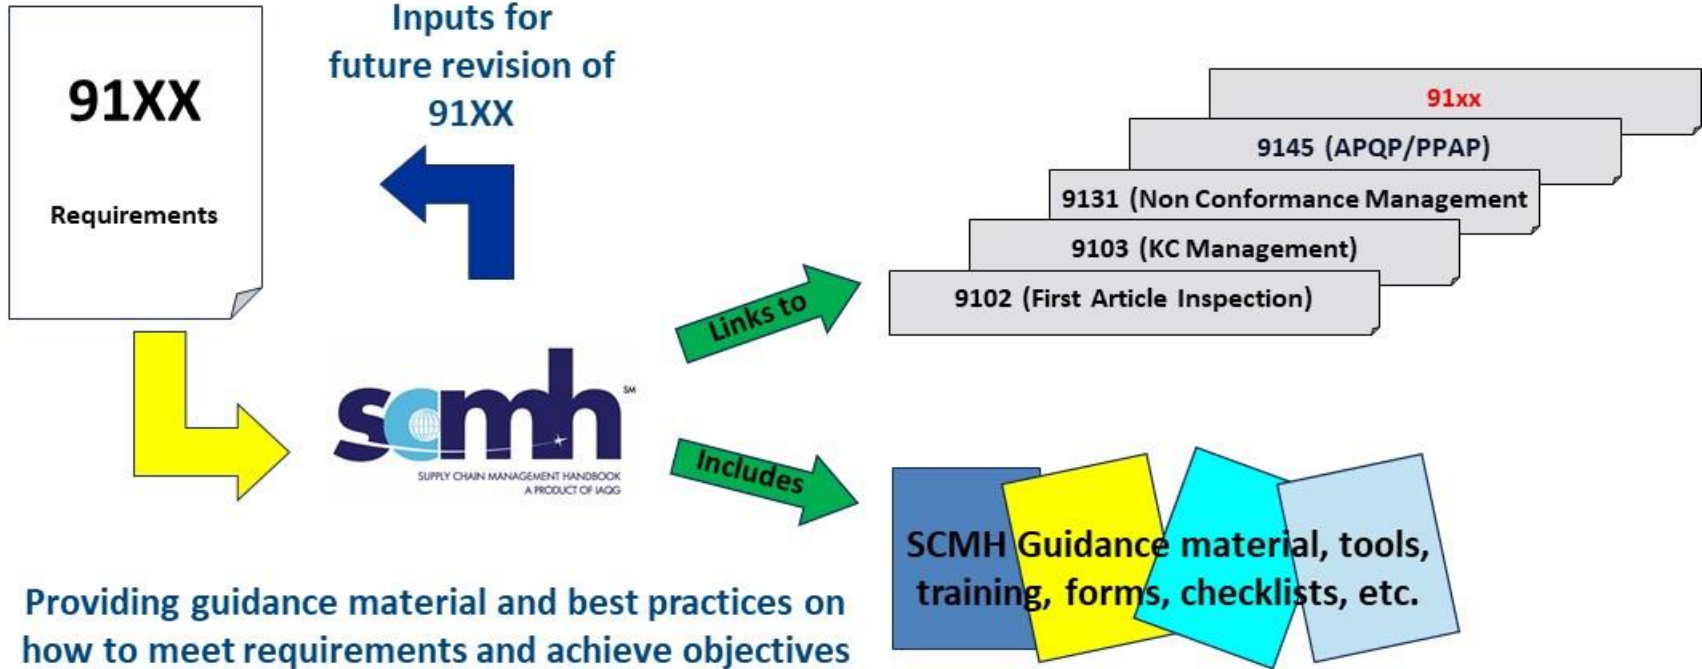 91XX
Requirements
Inputs for
future revision of
91XX
91xx
9145 (APQP/PPAP)
9131 (Non Conformance Management
9103 (KC Management)
9102 (First Article Inspection)
Links to
scmh SM
SUPPLY CHAIN MANAGEMENT HANDBOOK
A PRODUCT OF IAQG
Includes
SCMH Guidance material, tools,
training, forms, checklists, etc.
Providing guidance material and best practices on
how to meet requirements and achieve objectives